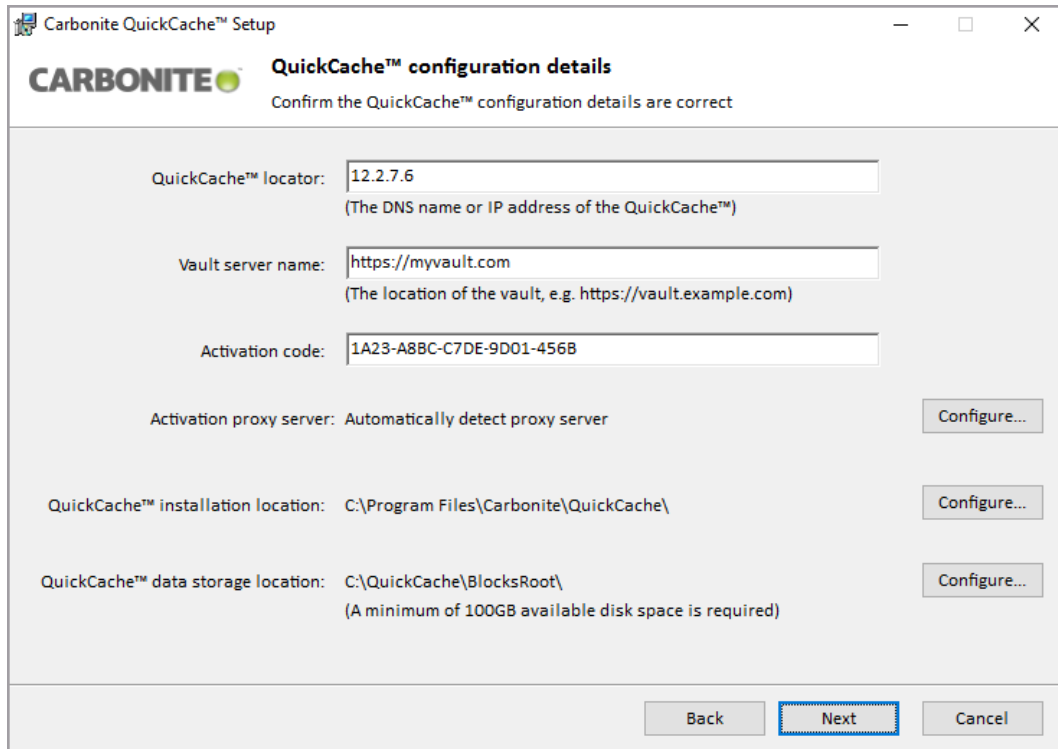 Carbonite QuickCache™ Setup
CARBONITE
QuickCache™ configuration details
Confirm the QuickCache™ configuration details are correct
QuickCache™ locator: 12.2.7.6
(The DNS name or IP address of the QuickCache™)
Vault server name: https://myvault.com
(The location of the vault, e.g. https://vault.example.com)
Activation code: 1A23-A8BC-C7DE-9D01-456B
Activation proxy server: Automatically detect proxy server Configure...
QuickCache™ installation location: C:\Program Files\Carbonite\QuickCache\ Configure...
QuickCache™ data storage location: C:\QuickCache\BlocksRoot\ Configure...
(A minimum of 100GB available disk space is required)
Back Next Cancel